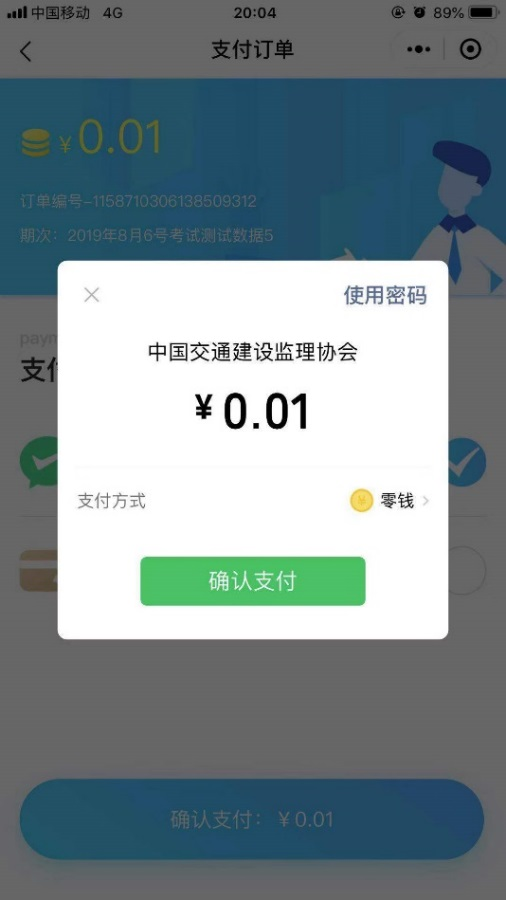 中国移动 4G 20:04 89%
支付订单
¥0.01
订单编号-1158710306138509312
期次：2019年8月6号考试测试数据5
使用密码
中国交通建设监理协会
¥0.01
paym
支付
支付方式 零钱
确认支付
确认支付：¥0.01